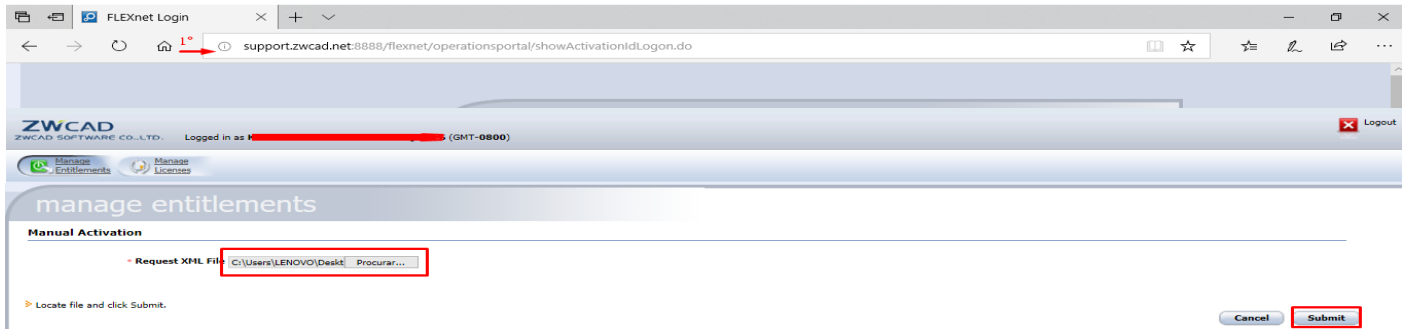 FLEXnet Login
1°
support.zwcad.net:8888/flexnet/operationsportal/showActivationIdLogon.do
ZWCAD
ZWCAD SOFTWARE CO.,LTD.
Logged in as
(GMT-0800)
Logout
Manage
Entitlements
Manage
Licenses
manage entitlements
Manual Activation
* Request XML File
C:\Users\LENOVO\Deskt
Procurar...
Locate file and click Submit.
Cancel
Submit